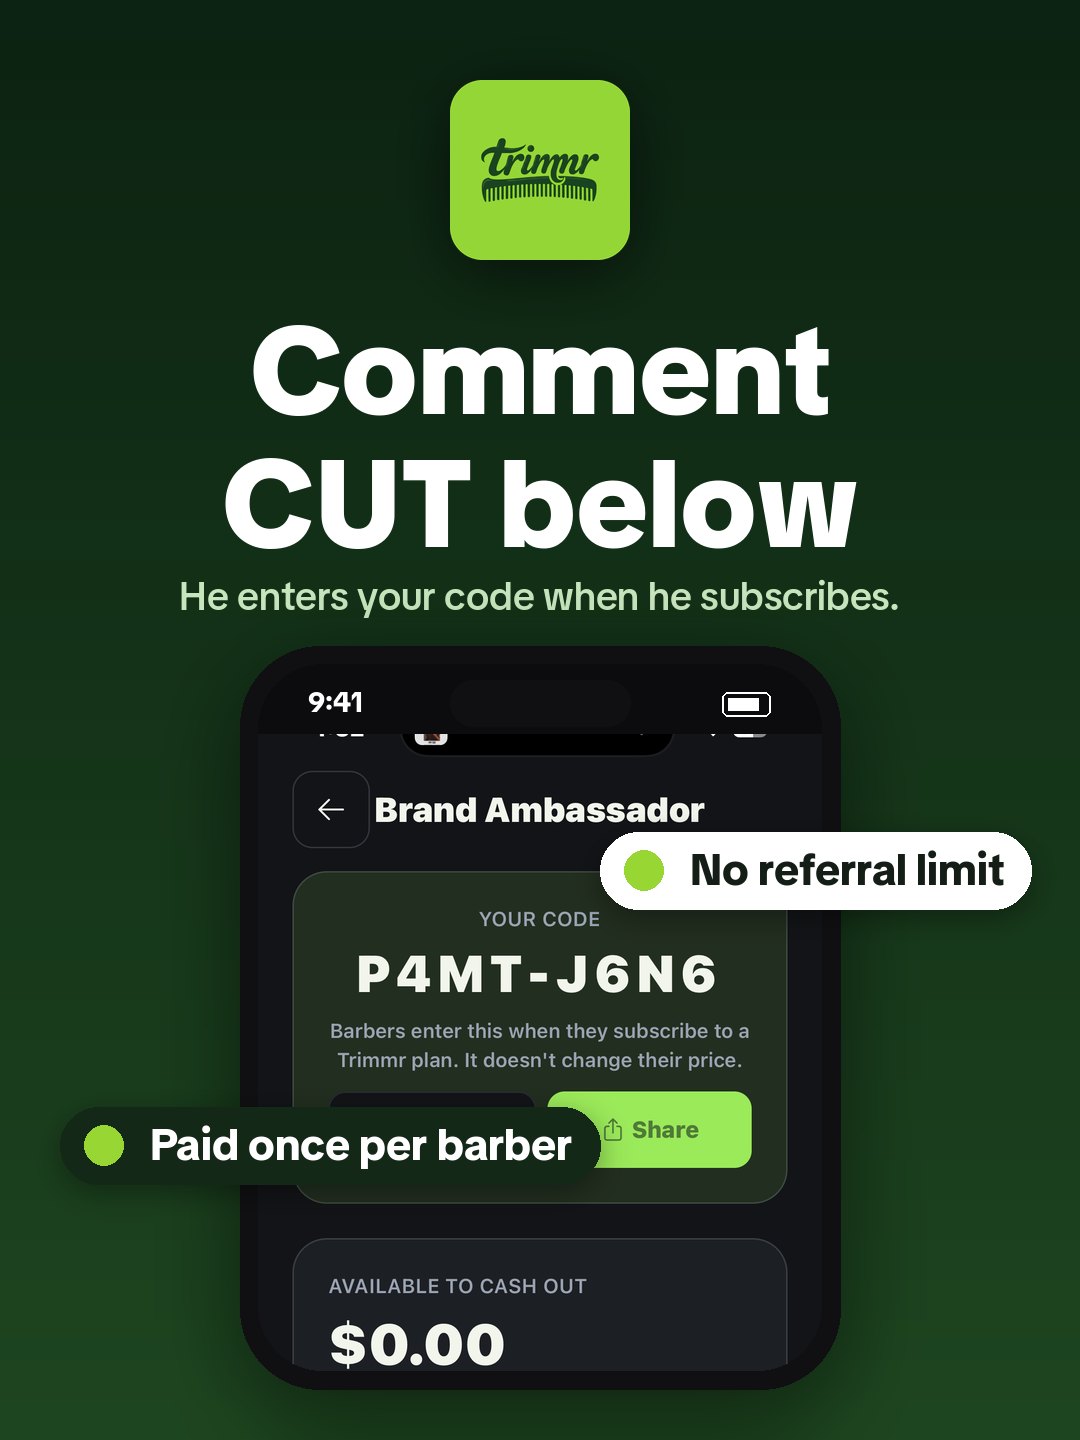 trimmr
Comment
CUT below
He enters your code when he subscribes.
9:41
Brand Ambassador
No referral limit
YOUR CODE
P4MT-J6N6
Barbers enter this when they subscribe to a
Trimmr plan. It doesn't change their price.
Share
Paid once per barber
AVAILABLE TO CASH OUT
$0.00